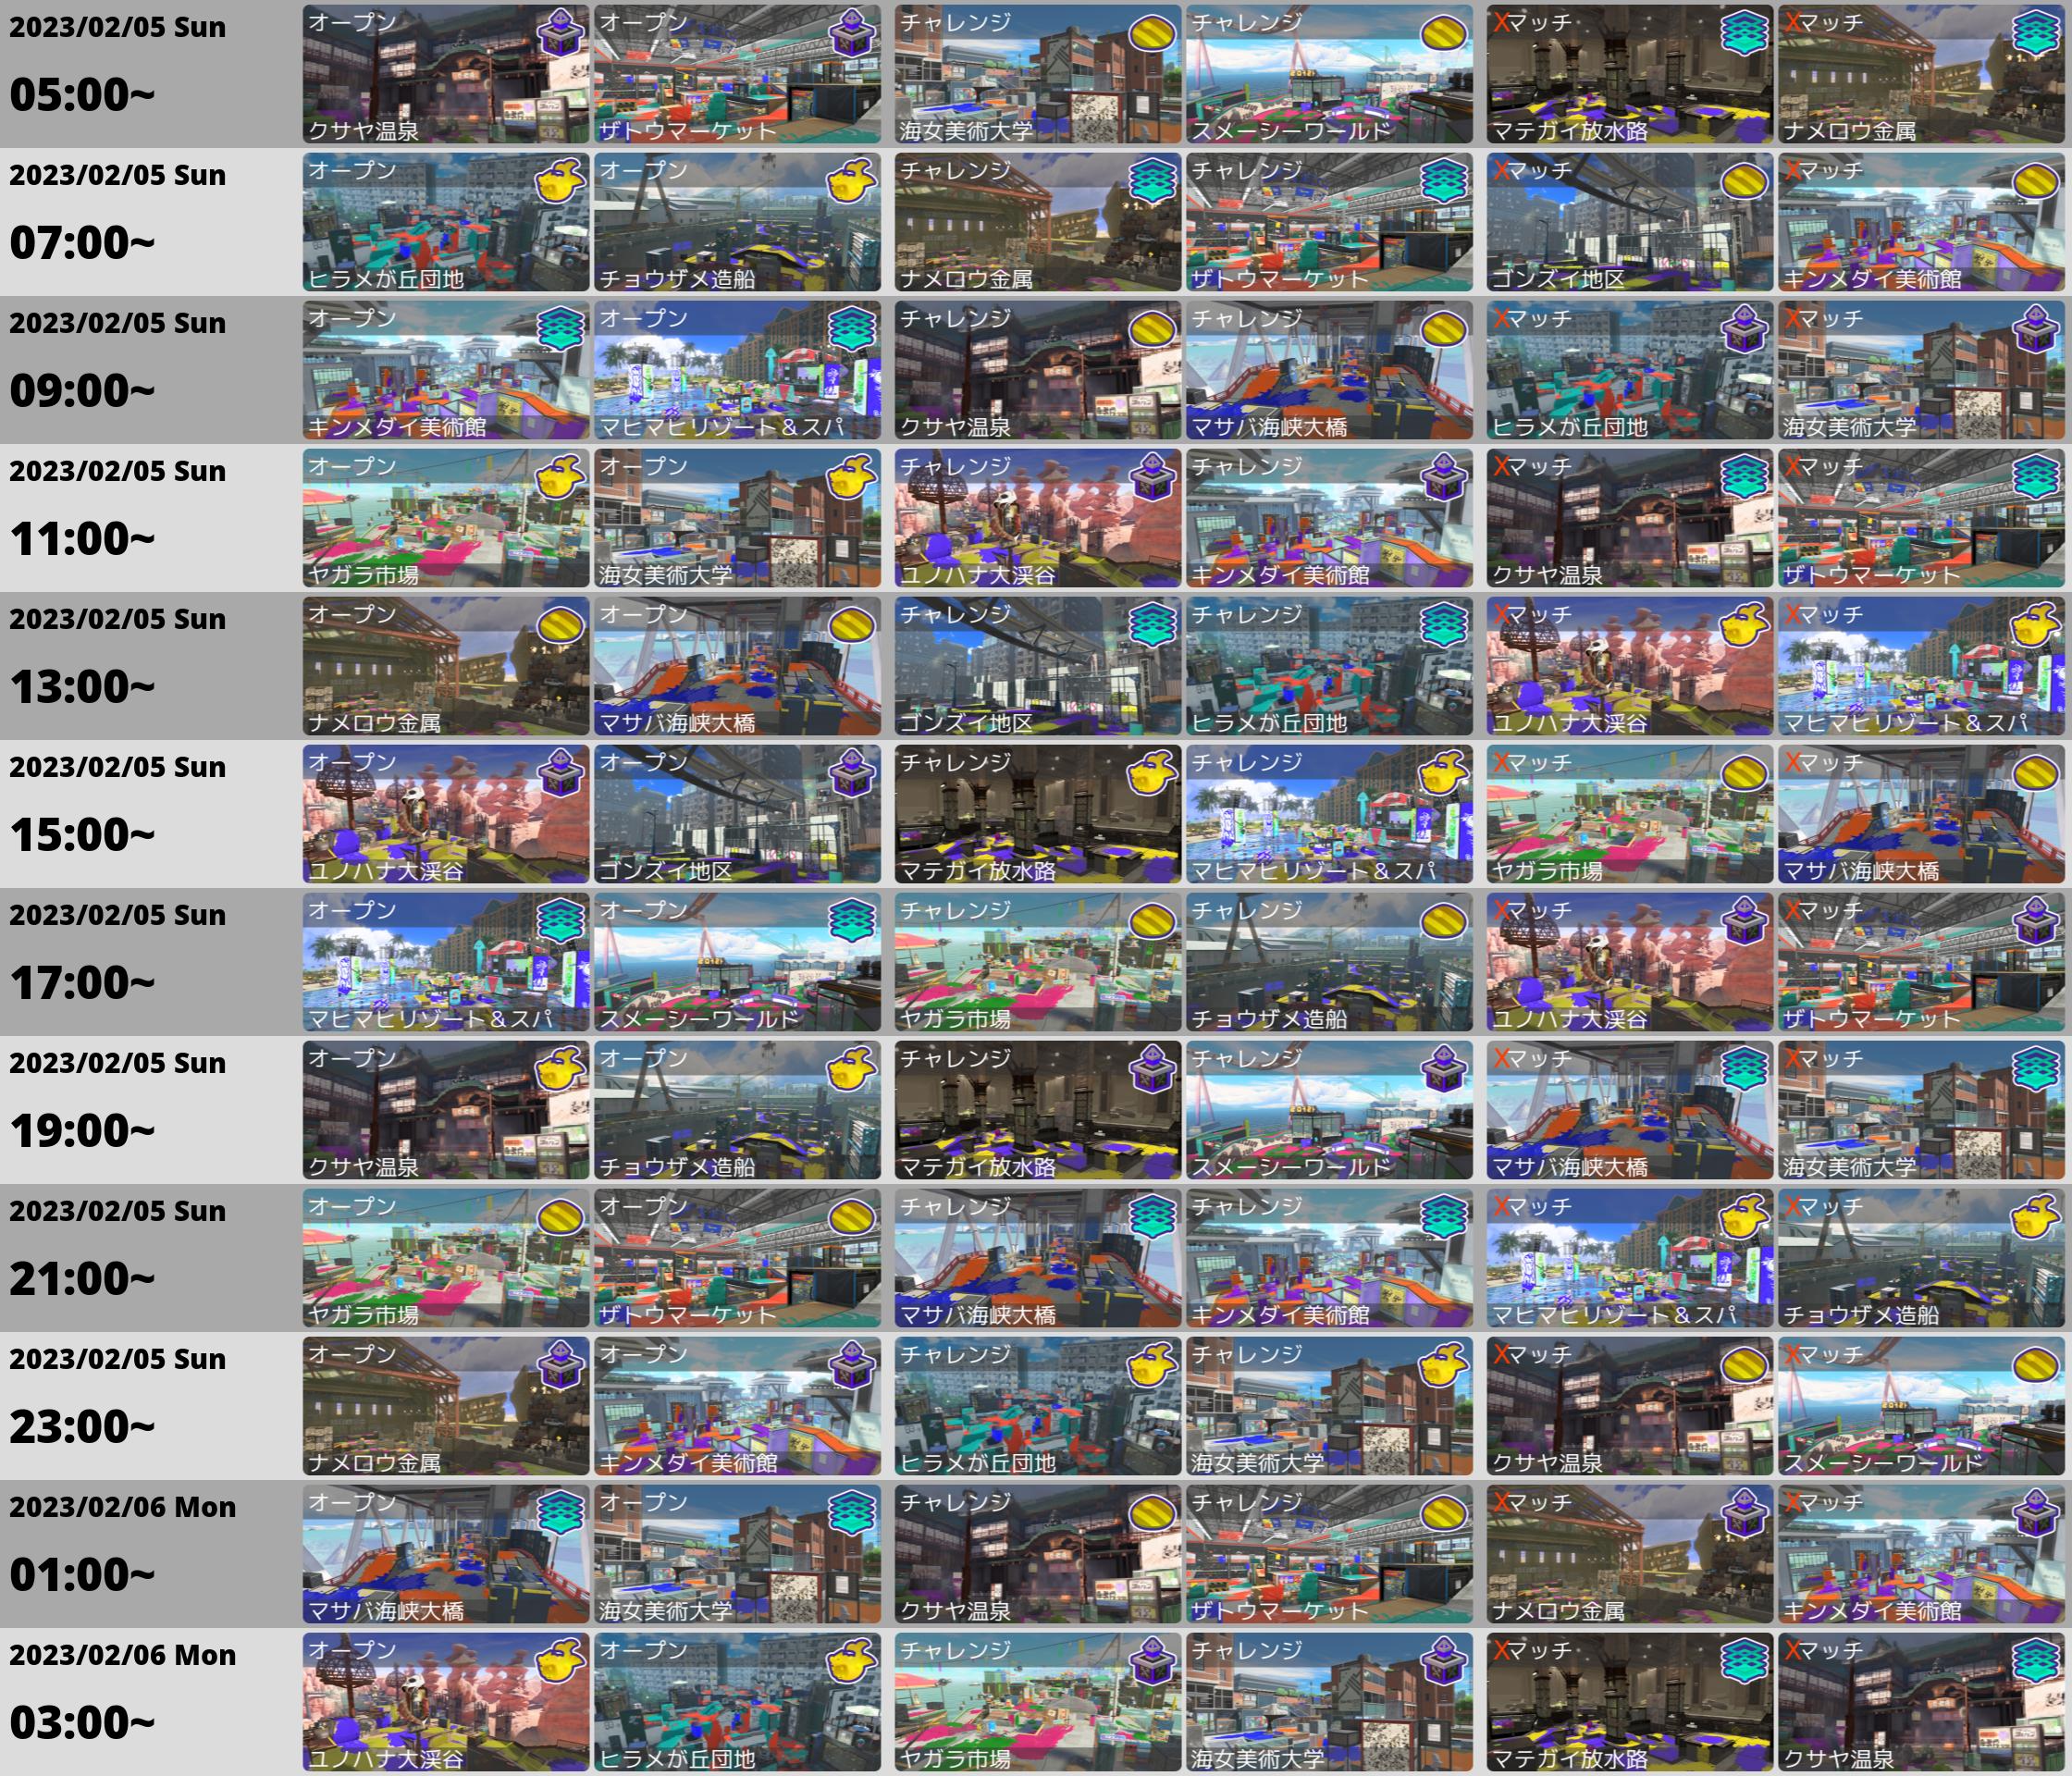 2023/02/05 Sun
05:00~
オープン
クサヤ温泉
オープン
ザトウマーケット
チャレンジ
海女美術大学
チャレンジ
スメーシーワールド
Xマッチ
マテガイ放水路
Xマッチ
ナメロウ金属
2023/02/05 Sun
07:00~
オープン
ヒラメが丘団地
オープン
チョウザメ造船
チャレンジ
ナメロウ金属
チャレンジ
ザトウマーケット
Xマッチ
ゴンズイ地区
Xマッチ
キンメダイ美術館
2023/02/05 Sun
09:00~
オープン
キンメダイ美術館
オープン
マヒマヒリゾート＆スパ
チャレンジ
クサヤ温泉
チャレンジ
マサバ海峡大橋
Xマッチ
ヒラメが丘団地
Xマッチ
海女美術大学
2023/02/05 Sun
11:00~
オープン
ヤガラ市場
オープン
海女美術大学
チャレンジ
ユノハナ大渓谷
チャレンジ
キンメダイ美術館
Xマッチ
クサヤ温泉
Xマッチ
ザトウマーケット
2023/02/05 Sun
13:00~
オープン
ナメロウ金属
オープン
マサバ海峡大橋
チャレンジ
ゴンズイ地区
チャレンジ
ヒラメが丘団地
Xマッチ
ユノハナ大渓谷
Xマッチ
マヒマヒリゾート＆スパ
2023/02/05 Sun
15:00~
オープン
ユノハナ大渓谷
オープン
ゴンズイ地区
チャレンジ
マテガイ放水路
チャレンジ
マヒマヒリゾート＆スパ
Xマッチ
ヤガラ市場
Xマッチ
マサバ海峡大橋
2023/02/05 Sun
17:00~
オープン
マヒマヒリゾート＆スパ
オープン
スメーシーワールド
チャレンジ
ヤガラ市場
チャレンジ
チョウザメ造船
Xマッチ
ユノハナ大渓谷
Xマッチ
ザトウマーケット
2023/02/05 Sun
19:00~
オープン
クサヤ温泉
オープン
チョウザメ造船
チャレンジ
マテガイ放水路
チャレンジ
スメーシーワールド
Xマッチ
マサバ海峡大橋
Xマッチ
海女美術大学
2023/02/05 Sun
21:00~
オープン
ヤガラ市場
オープン
ザトウマーケット
チャレンジ
マサバ海峡大橋
チャレンジ
キンメダイ美術館
Xマッチ
マヒマヒリゾート＆スパ
Xマッチ
チョウザメ造船
2023/02/05 Sun
23:00~
オープン
ナメロウ金属
オープン
キンメダイ美術館
チャレンジ
ヒラメが丘団地
チャレンジ
海女美術大学
Xマッチ
クサヤ温泉
Xマッチ
スメーシーワールド
2023/02/06 Mon
01:00~
オープン
マサバ海峡大橋
オープン
海女美術大学
チャレンジ
クサヤ温泉
チャレンジ
ザトウマーケット
Xマッチ
ナメロウ金属
Xマッチ
キンメダイ美術館
2023/02/06 Mon
03:00~
オープン
ユノハナ大渓谷
オープン
ヒラメが丘団地
チャレンジ
ヤガラ市場
チャレンジ
海女美術大学
Xマッチ
マテガイ放水路
Xマッチ
クサヤ温泉